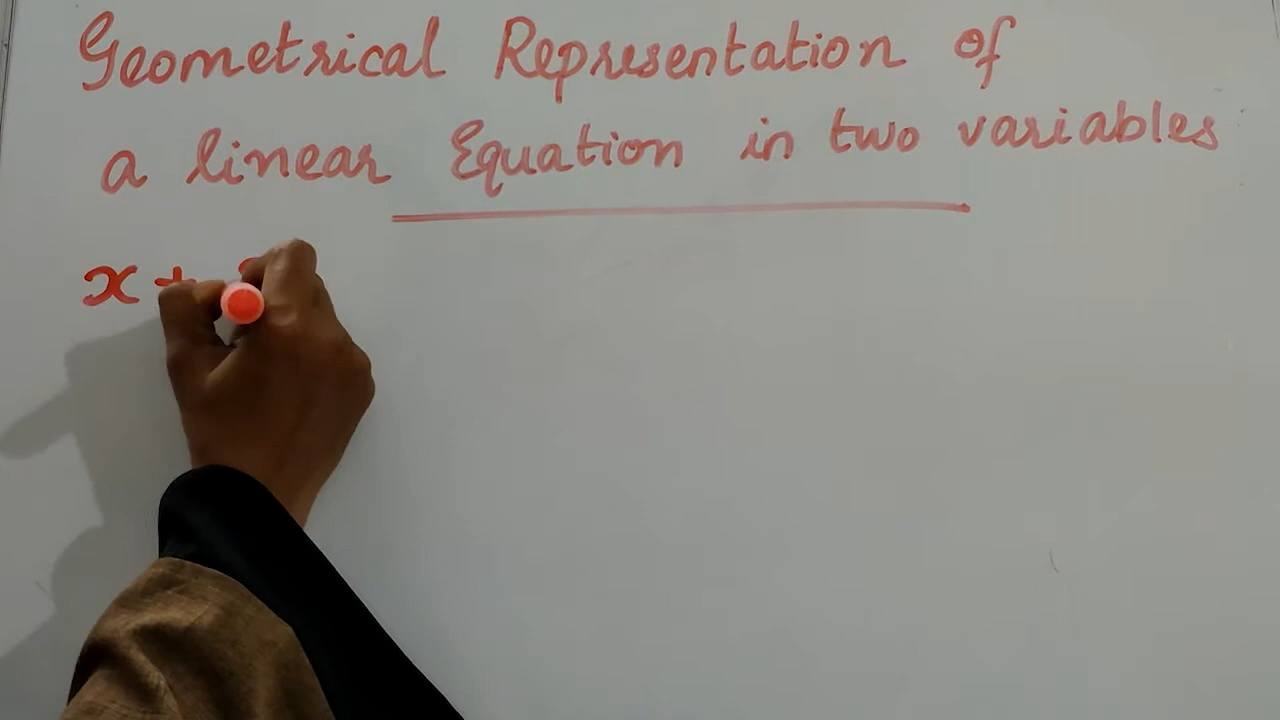 Geometrical Representation of
a linear Equation in two variables
x +